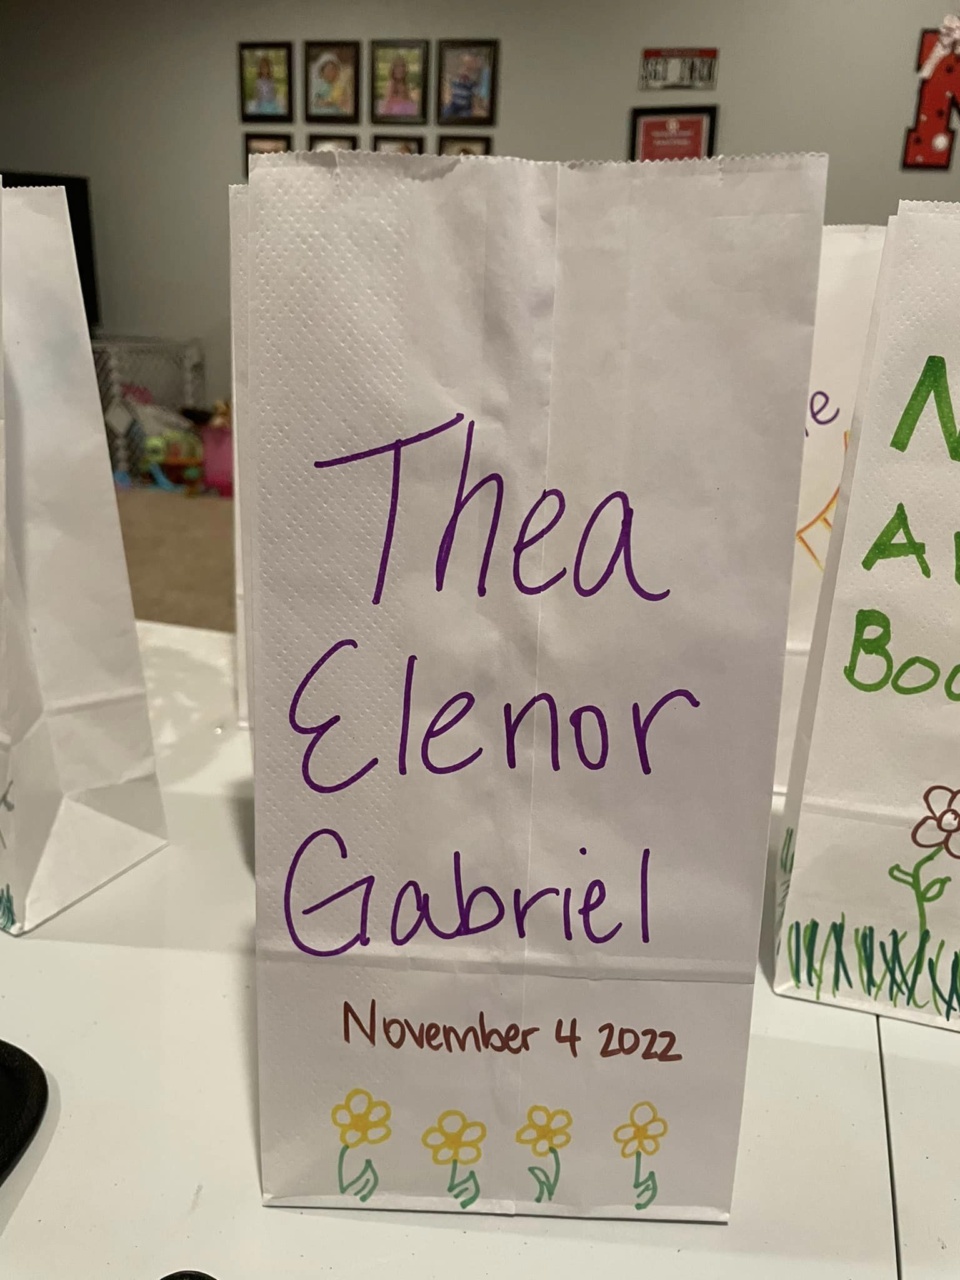 Thea
Elenor
Gabriel
November 4 2022